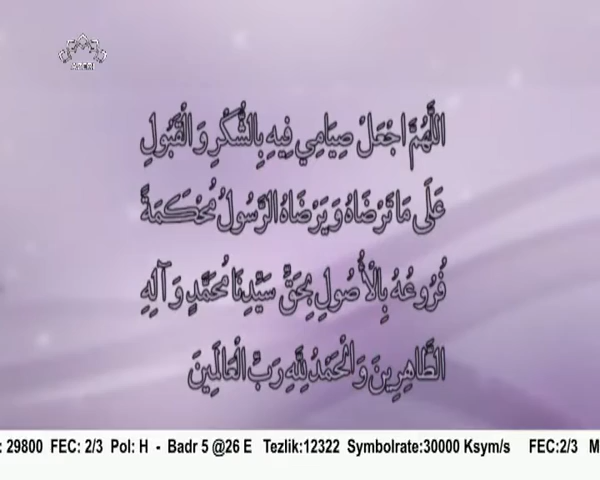 اللَّهُمَّ اجْعَلْ صِيَامِي فِيهِ بِالشُّكْرِ وَ الْقَبُولِ
عَلَى مَا تَرْضَاهُ وَ يَرْضَاهُ الرَّسُولُ مُحْكَمَةً
فُرُوعُهُ بِالْأُصُولِ بِحَقِّ سَيِّدِنَا مُحَمَّدٍ وَ آلِهِ
الطَّاهِرِينَ وَ الْحَمْدُ لِلَّهِ رَبِّ الْعَالَمِينَ
: 29800 FEC: 2/3 Pol: H - Badr 5 @26 E Tezlik:12322 Symbolrate:30000 Ksym/s FEC:2/3 M